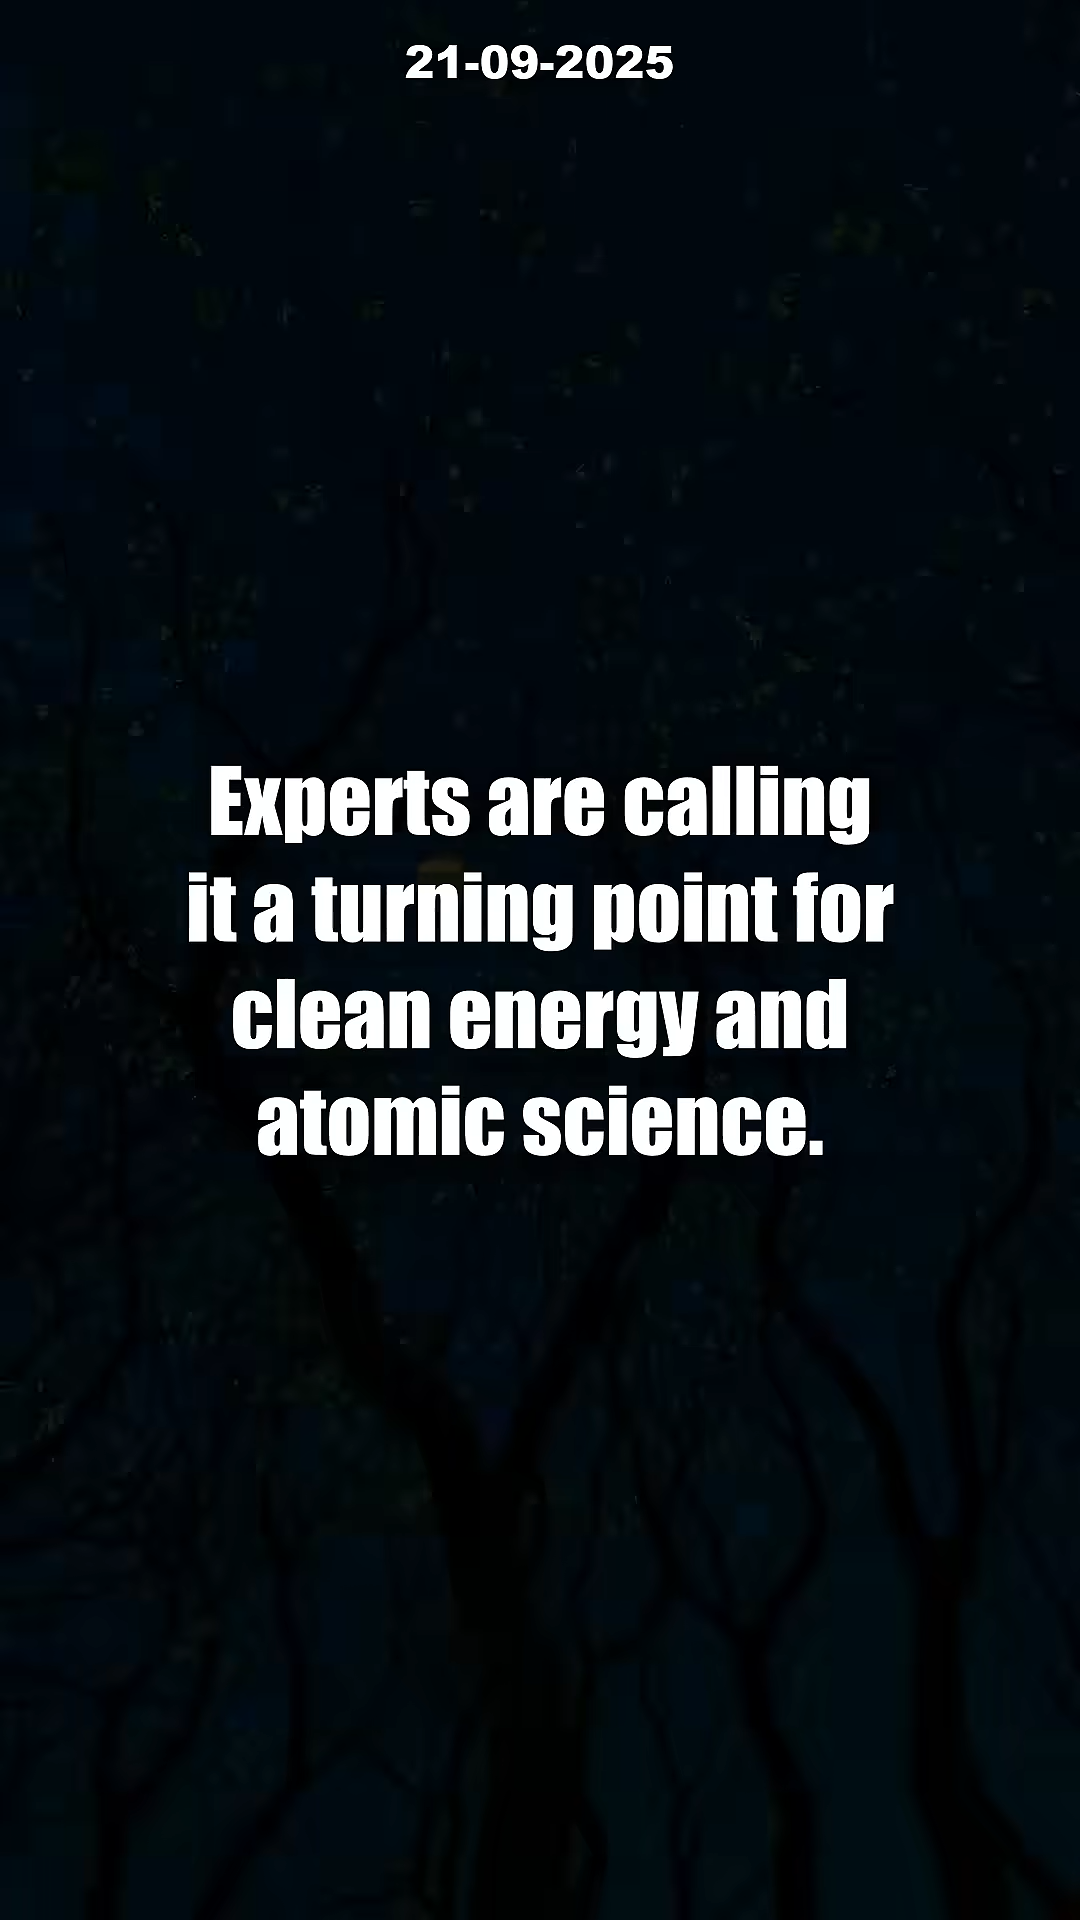 21-09-2025
Experts are calling
it a turning point for
clean energy and
atomic science.